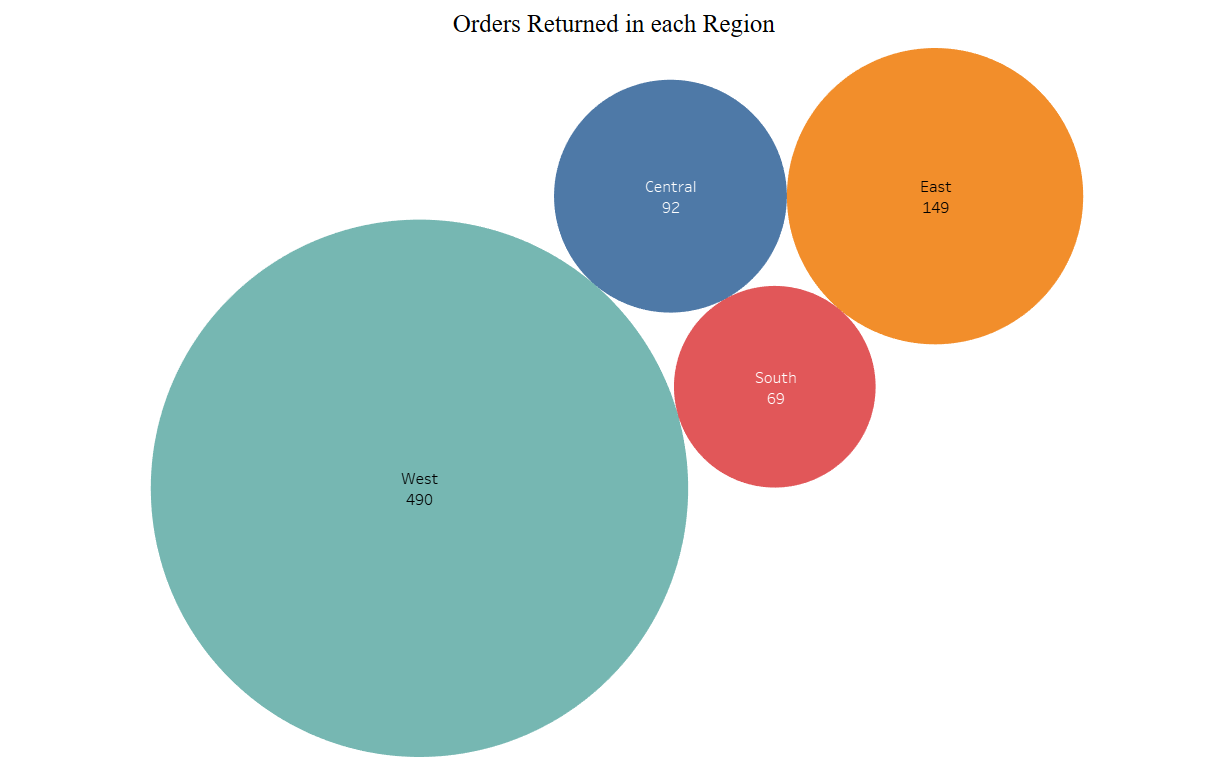 Orders Returned in each Region
Central
92
East
149
South
69
West
490